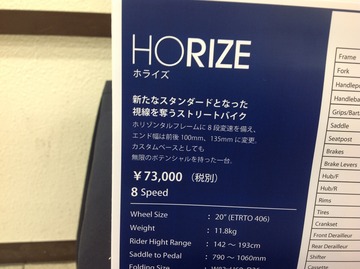 HORIZE
ホライズ
新たなスタンダードとなった
視線を奪うストリートバイク
ホリゾンタルフレームに8段変速を備え、
エンド幅は前後100mm、135mmに変更。
カスタムベースとしても
無限のポテンシャルを持った一台.
￥73,000（税別）
8 Speed
Wheel Size : 20" (ETRTO 406)
Weight : 11.8kg
Rider Hight Range : 142 ～ 193cm
Saddle to Pedal : 790 ～ 1060mm
Folding Size
Frame
Fork
Handlepo
Handleba
Grips/Bart
Stem
Saddle
Seatpost
Brakes
Brake Levers
Hub/F
Hub/R
Rims
Tires
Crankset
Front Derailleur
Rear Derailleur
Shifter
Cassette